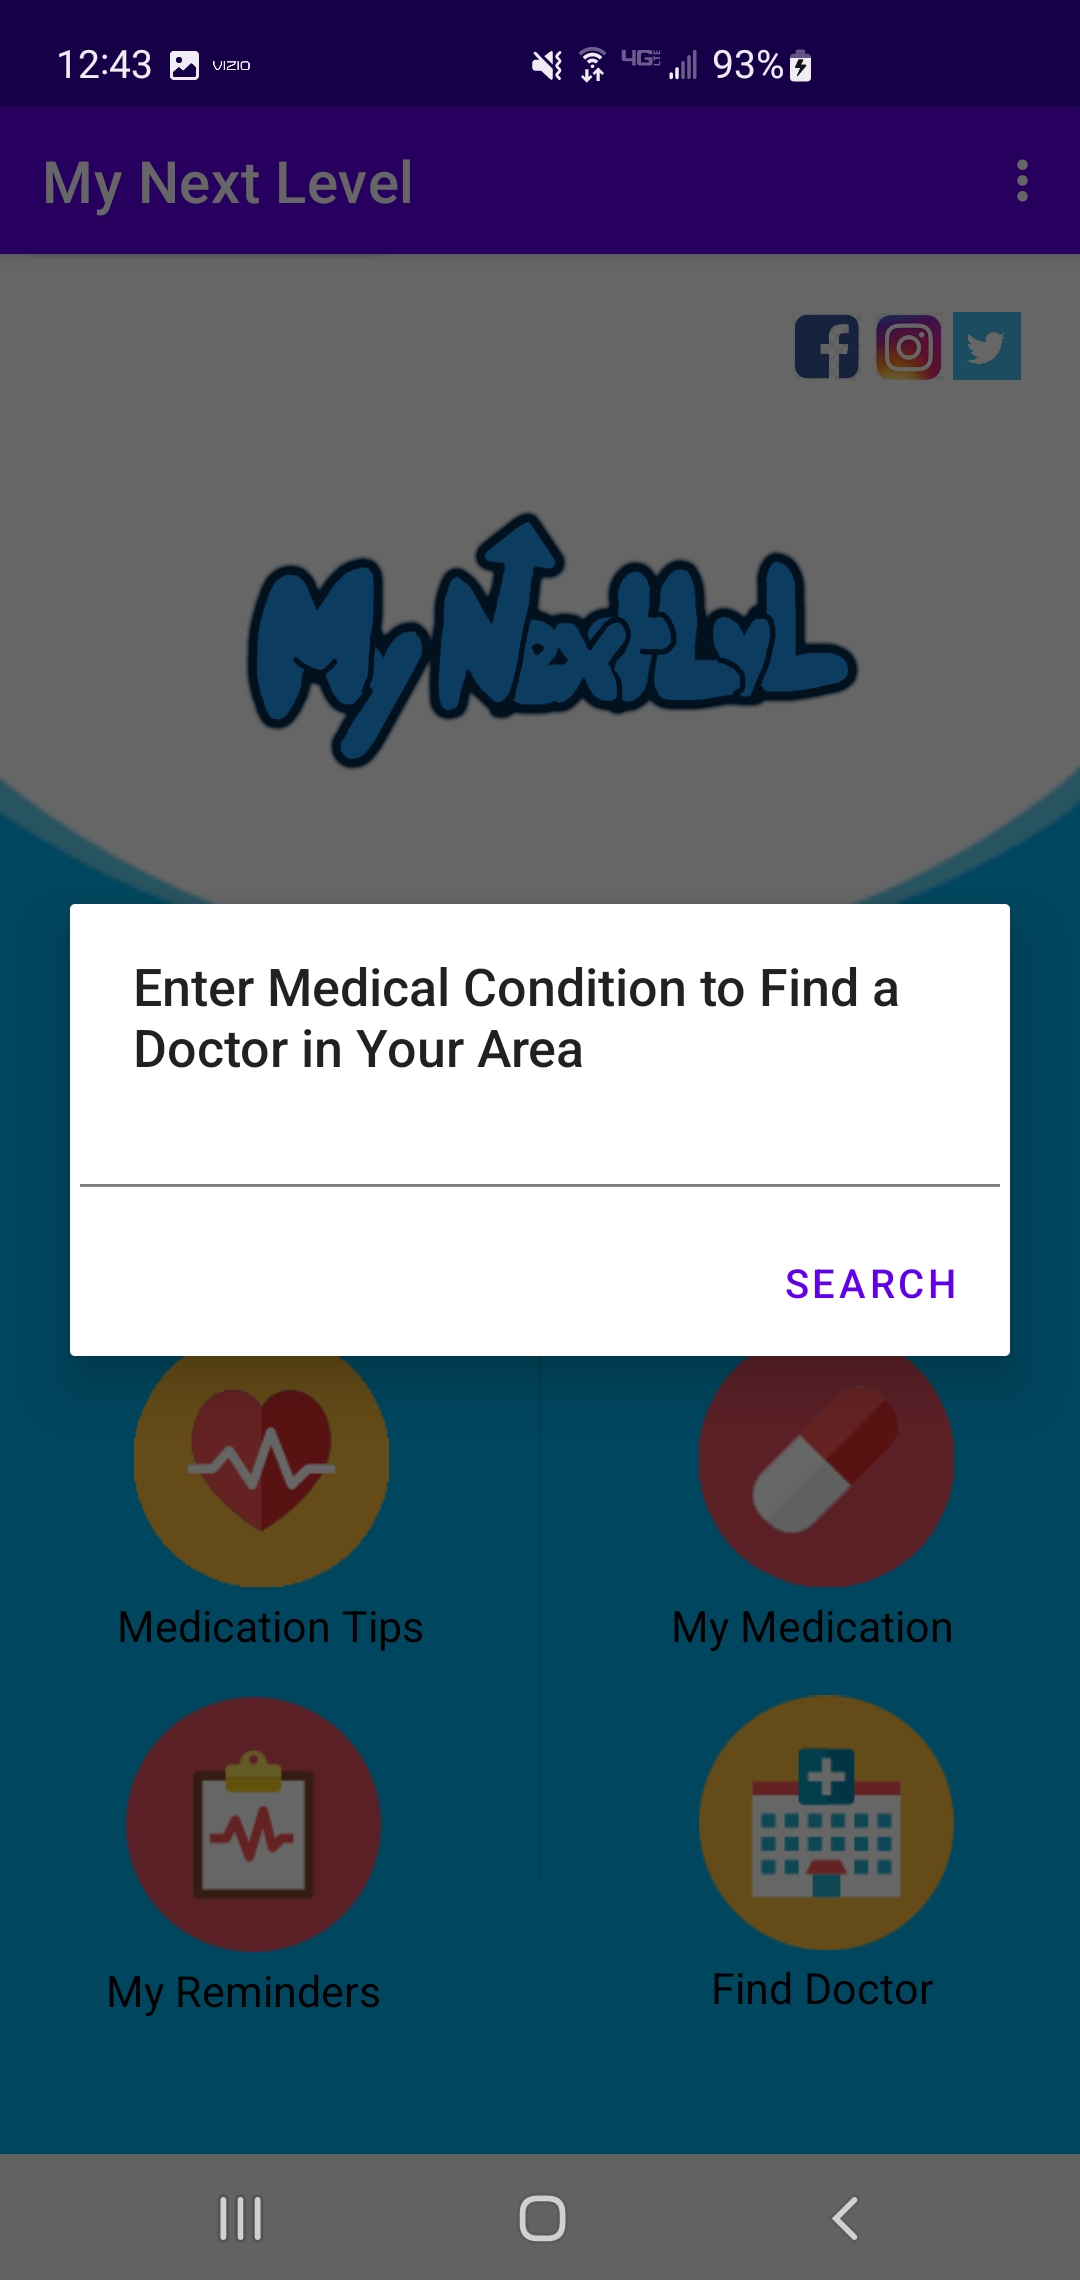 12:43 VIZIO 4G LTE 93%
My Next Level
MyNextLvL
Enter Medical Condition to Find a
Doctor in Your Area
SEARCH
Medication Tips
My Medication
My Reminders
Find Doctor